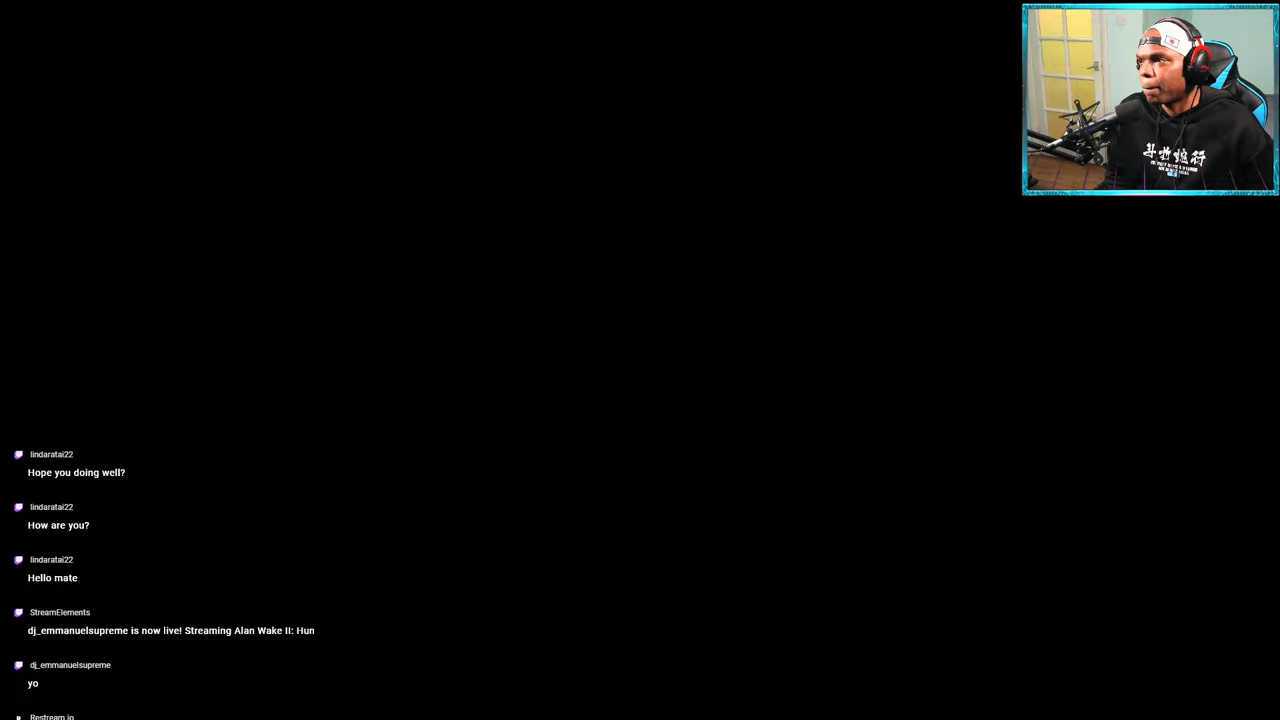 lindaratai22
Hope you doing well?
lindaratai22
How are you?
lindaratai22
Hello mate
StreamElements
dj_emmanuelsupreme is now live! Streaming Alan Wake II: Hun
dj_emmanuelsupreme
yo
Restream.io